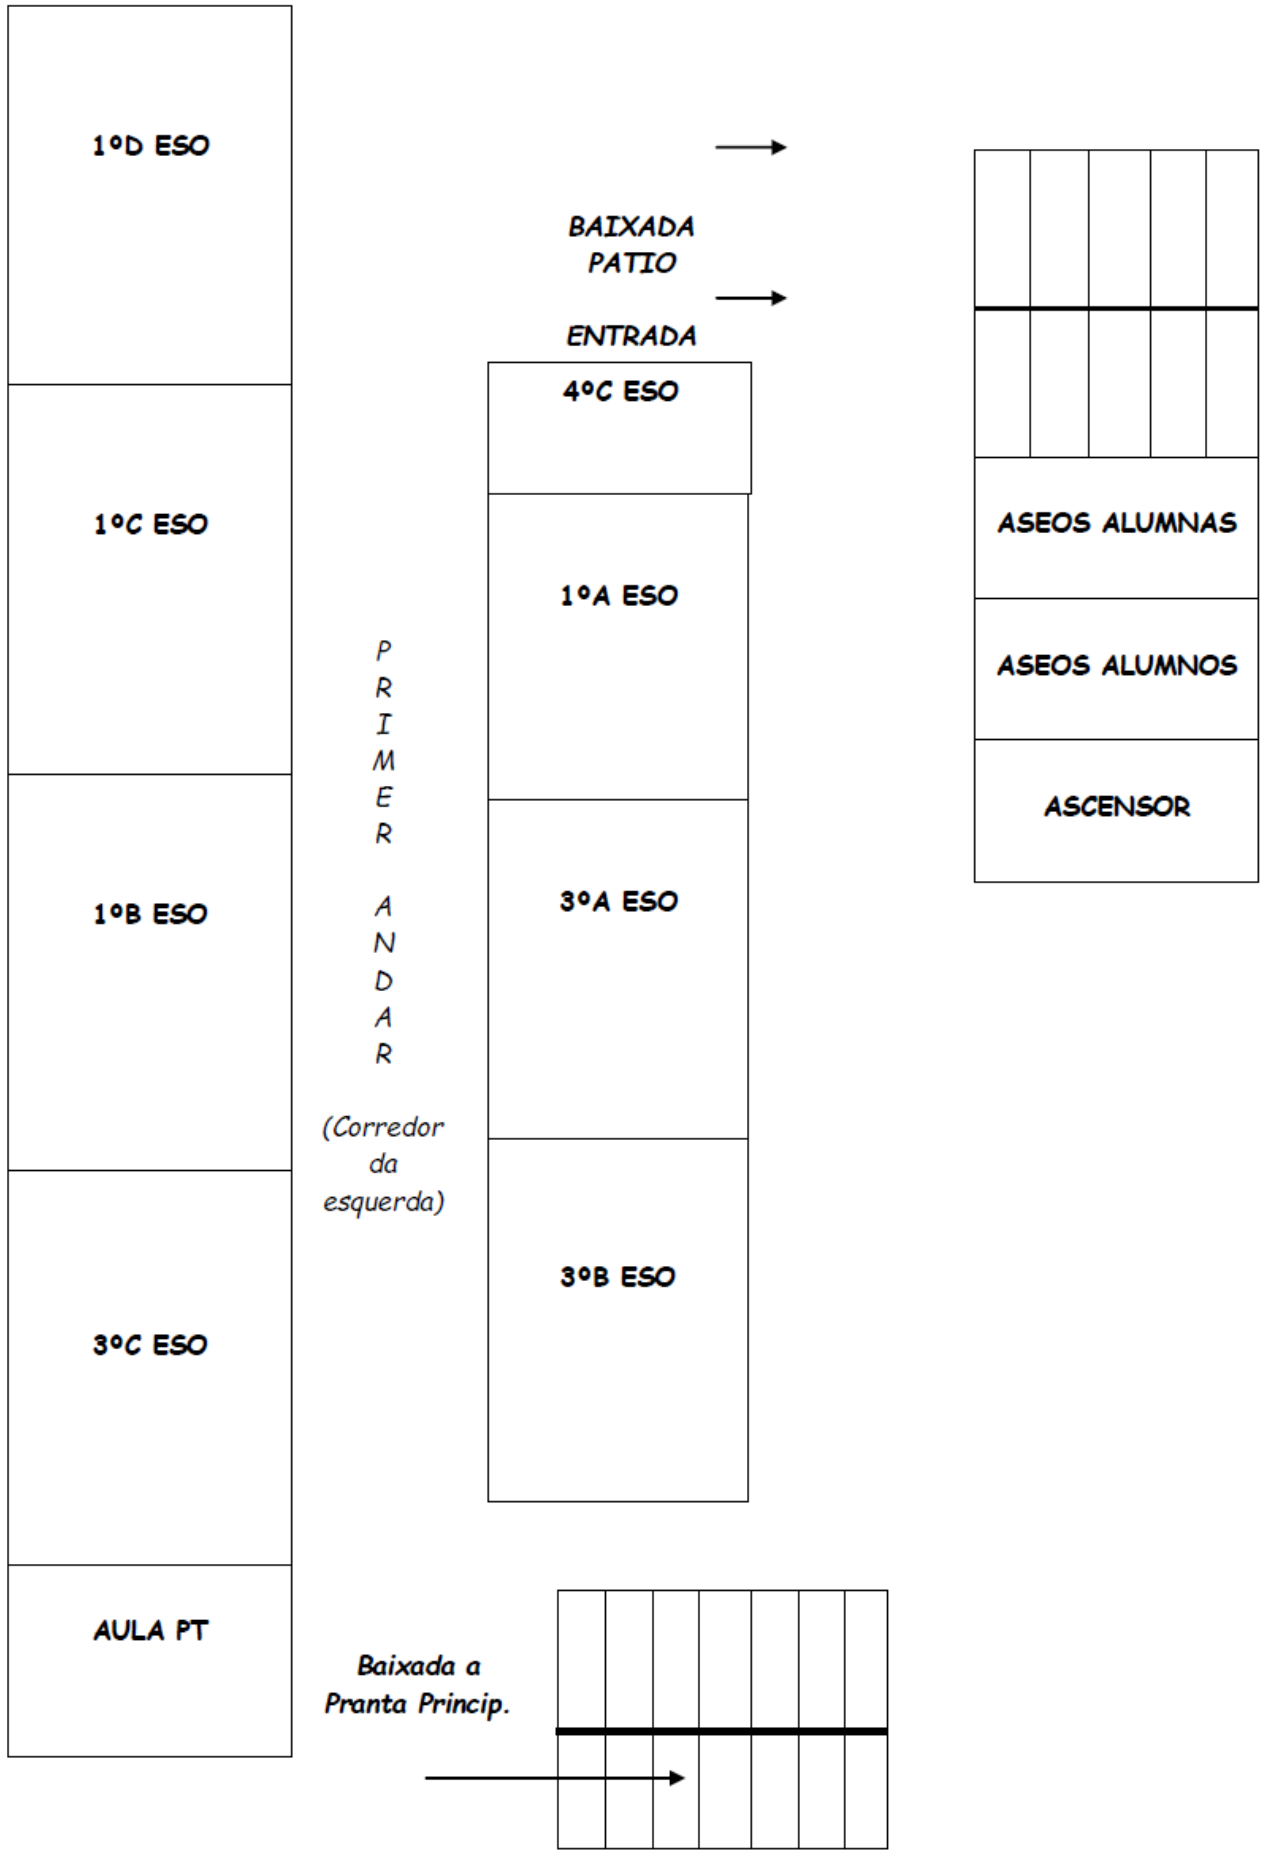 1ºD ESO
1ºC ESO
1ºB ESO
3ºC ESO
AULA PT
P
R
I
M
E
R
A
N
D
A
R
(Corredor
da
esquerda)
BAIXADA
PATIO
ENTRADA
4ºC ESO
1ºA ESO
3ºA ESO
3ºB ESO
Baixada a
Pranta Princip.
ASEOS ALUMNAS
ASEOS ALUMNOS
ASCENSOR